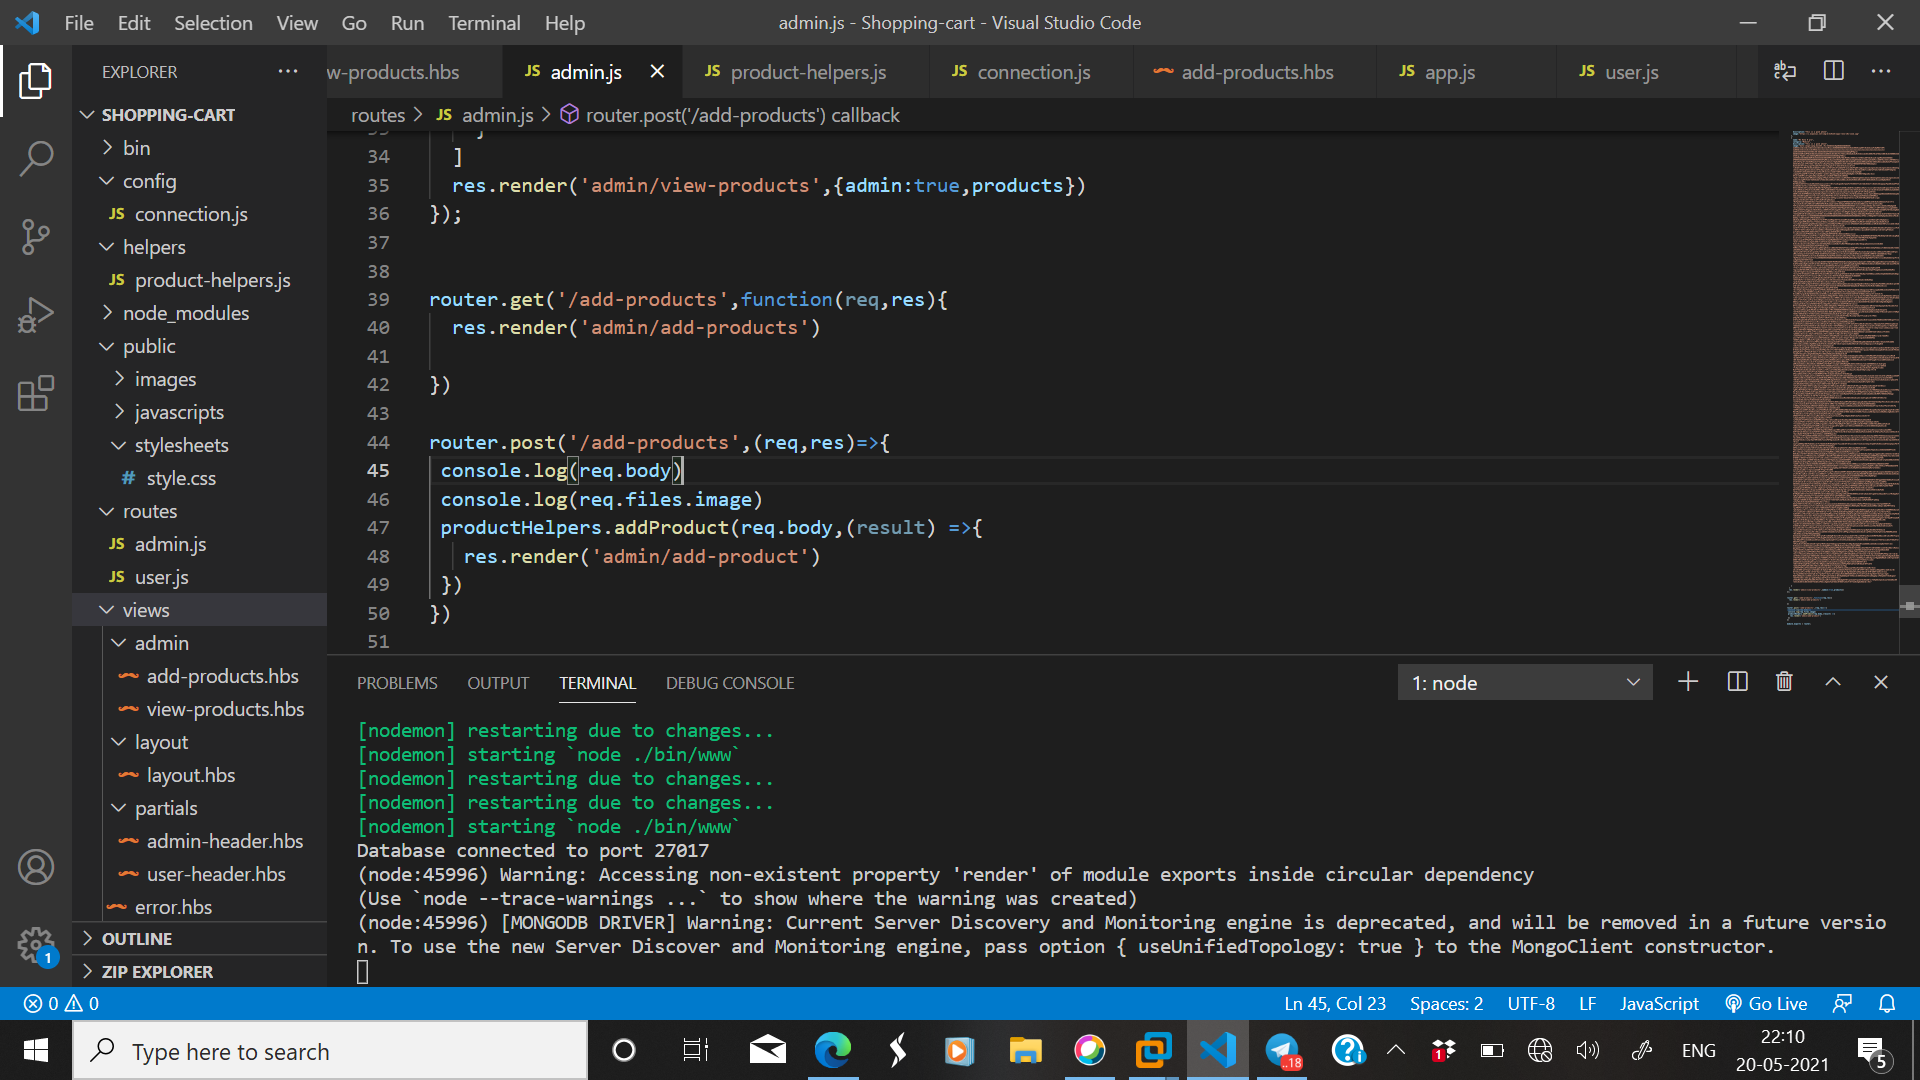 File Edit Selection View Go Run Terminal Help
admin.js - Shopping-cart - Visual Studio Code
EXPLORER
w-products.hbs
JS admin.js
JS product-helpers.js
JS connection.js
add-products.hbs
JS app.js
JS user.js
routes > JS admin.js > router.post('/add-products') callback
SHOPPING-CART
bin
config
JS connection.js
helpers
JS product-helpers.js
node_modules
public
images
javascripts
stylesheets
# style.css
routes
JS admin.js
JS user.js
views
admin
add-products.hbs
view-products.hbs
layout
layout.hbs
partials
admin-header.hbs
user-header.hbs
error.hbs
OUTLINE
ZIP EXPLORER
34 ]
35 res.render('admin/view-products',{admin:true,products})
36 });
37
38
39 router.get('/add-products',function(req,res){
40 res.render('admin/add-products')
41
42 })
43
44 router.post('/add-products',(req,res)=>{
45 console.log(req.body)
46 console.log(req.files.image)
47 productHelpers.addProduct(req.body,(result) =>{
48 res.render('admin/add-product')
49 })
50 })
51
PROBLEMS OUTPUT TERMINAL DEBUG CONSOLE
1: node
[nodemon] restarting due to changes...
[nodemon] starting `node ./bin/www`
[nodemon] restarting due to changes...
[nodemon] restarting due to changes...
[nodemon] starting `node ./bin/www`
Database connected to port 27017
(node:45996) Warning: Accessing non-existent property 'render' of module exports inside circular dependency
(Use `node --trace-warnings ...` to show where the warning was created)
(node:45996) [MONGODB DRIVER] Warning: Current Server Discovery and Monitoring engine is deprecated, and will be removed in a future versio
n. To use the new Server Discover and Monitoring engine, pass option { useUnifiedTopology: true } to the MongoClient constructor.
1
0 0
Ln 45, Col 23 Spaces: 2 UTF-8 LF JavaScript Go Live
Type here to search
..18
1
ENG
22:10
20-05-2021
5